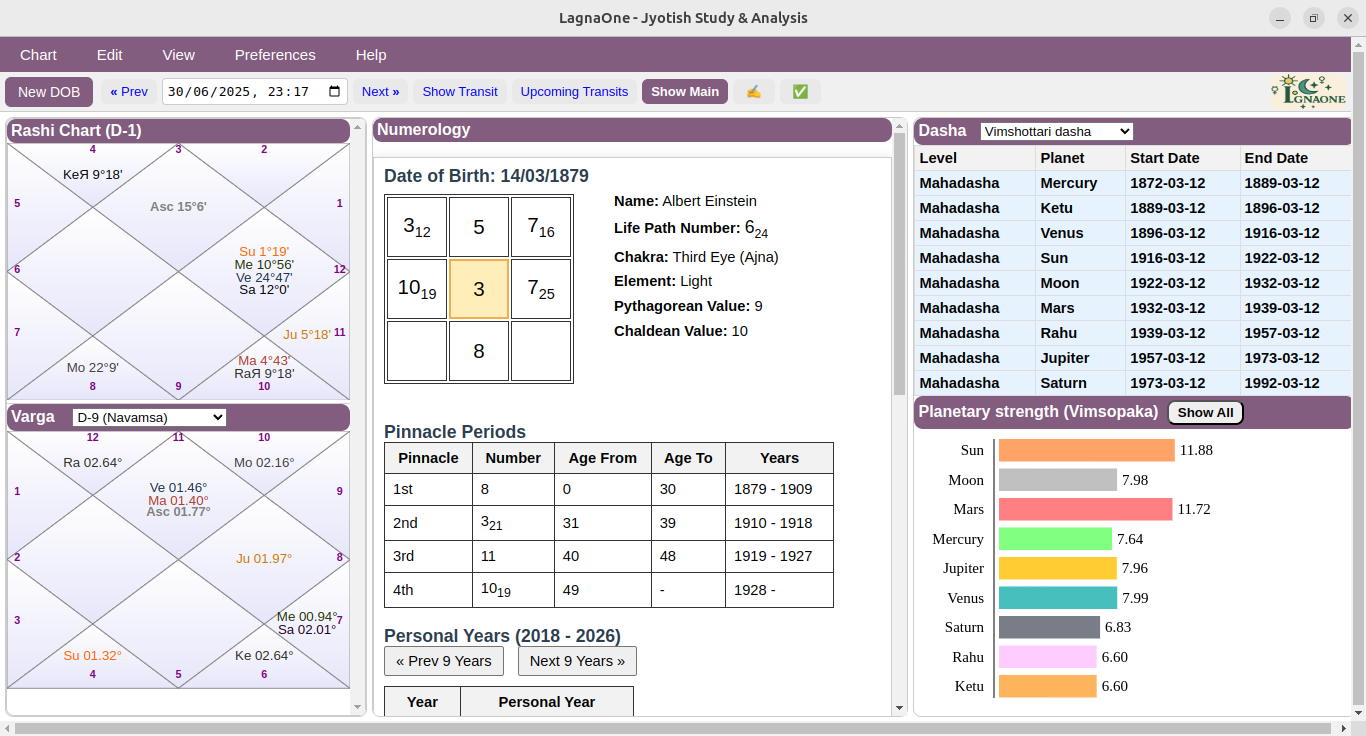 LagnaOne - Jyotish Study & Analysis
Chart Edit View Preferences Help
New DOB « Prev 30/06/2025, 23:17 Next » Show Transit Upcoming Transits Show Main LGNAONE
Rashi Chart (D-1)
4 3 2
KeЯ 9°18'
5 Asc 15°6' 1
Su 1°19'
Me 10°56'
6 12
Ve 24°47'
Sa 12°0'
7 Ju 5°18' 11
Ma 4°43'
Mo 22°9' RaЯ 9°18'
8 9 10
Varga D-9 (Navamsa)
12 11 10
Ra 02.64° Mo 02.16°
1 Ve 01.46° 9
Ma 01.40°
Asc 01.77°
2 Ju 01.97° 8
3 Me 00.94° 7
Sa 02.01°
Su 01.32° Ke 02.64°
4 5 6
Numerology
Date of Birth: 14/03/1879
3 12 5 7 16
10 19 3 7 25
8
Name: Albert Einstein
Life Path Number: 6 24
Chakra: Third Eye (Ajna)
Element: Light
Pythagorean Value: 9
Chaldean Value: 10
Pinnacle Periods
Pinnacle Number Age From Age To Years
1st 8 0 30 1879 - 1909
2nd 3 21 31 39 1910 - 1918
3rd 11 40 48 1919 - 1927
4th 10 19 49 - 1928 -
Personal Years (2018 - 2026)
« Prev 9 Years Next 9 Years »
Year Personal Year
Dasha Vimshottari dasha
Level Planet Start Date End Date
Mahadasha Mercury 1872-03-12 1889-03-12
Mahadasha Ketu 1889-03-12 1896-03-12
Mahadasha Venus 1896-03-12 1916-03-12
Mahadasha Sun 1916-03-12 1922-03-12
Mahadasha Moon 1922-03-12 1932-03-12
Mahadasha Mars 1932-03-12 1939-03-12
Mahadasha Rahu 1939-03-12 1957-03-12
Mahadasha Jupiter 1957-03-12 1973-03-12
Mahadasha Saturn 1973-03-12 1992-03-12
Planetary strength (Vimsopaka) Show All
Sun 11.88
Moon 7.98
Mars 11.72
Mercury 7.64
Jupiter 7.96
Venus 7.99
Saturn 6.83
Rahu 6.60
Ketu 6.60